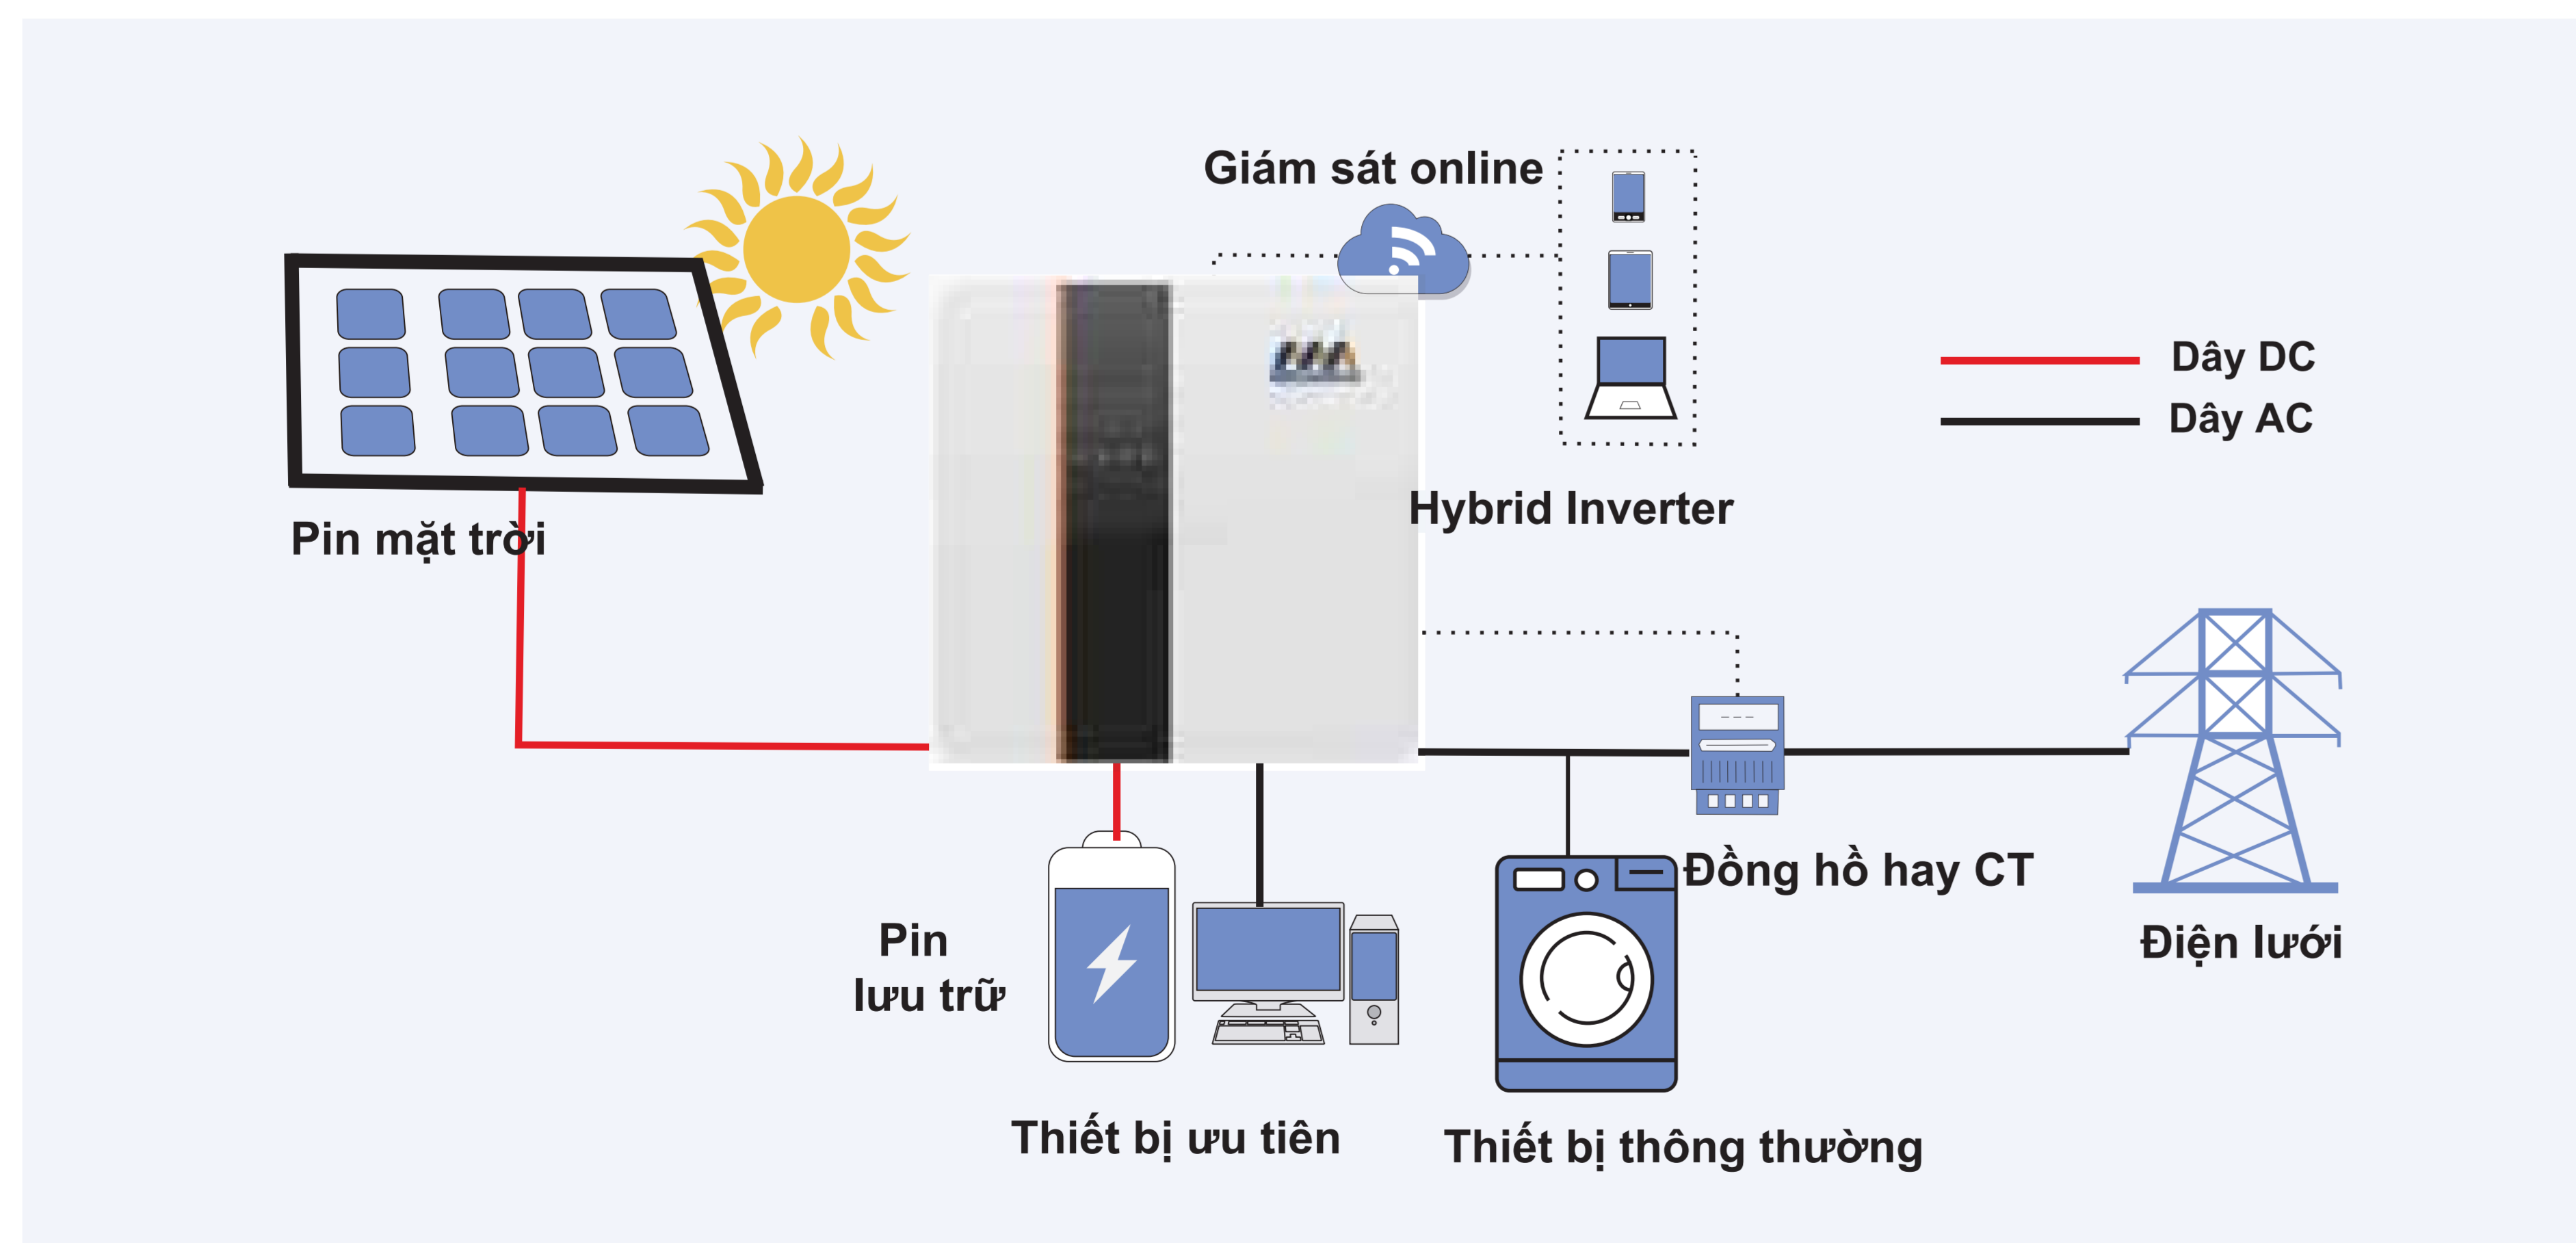 Giám sát online
Dây DC
Dây AC
Hybrid Inverter
Pin mặt trời
Đồng hồ hay CT
Pin
lưu trữ
Điện lưới
Thiết bị ưu tiên
Thiết bị thông thường